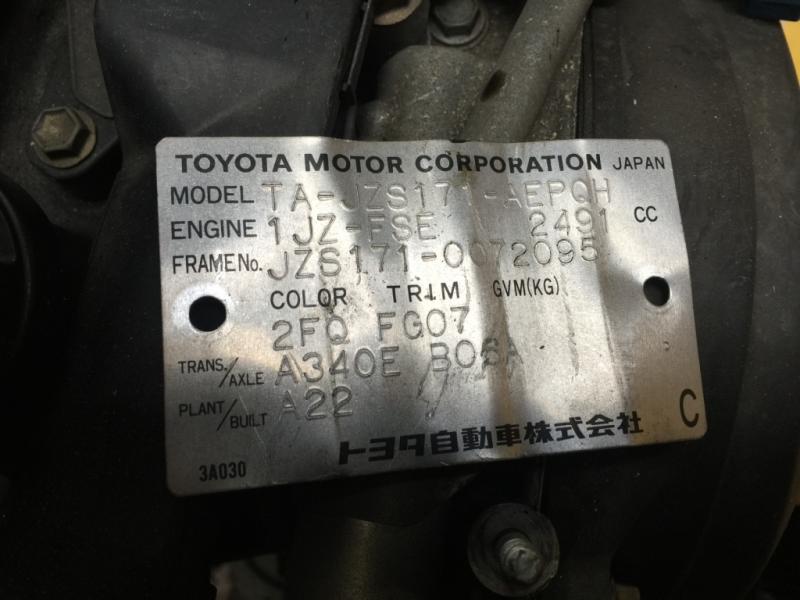 TOYOTA MOTOR CORPORATION JAPAN
MODEL TA-JZS171-AEPQH
ENGINE 1JZ-FSE 2491 CC
FRAME No. JZS171-0072095
COLOR TRIM GVM(KG)
2FQ FG07
TRANS./AXLE A340E B06A
PLANT/BUILT A22
トヨタ自動車株式会社 C
3A030